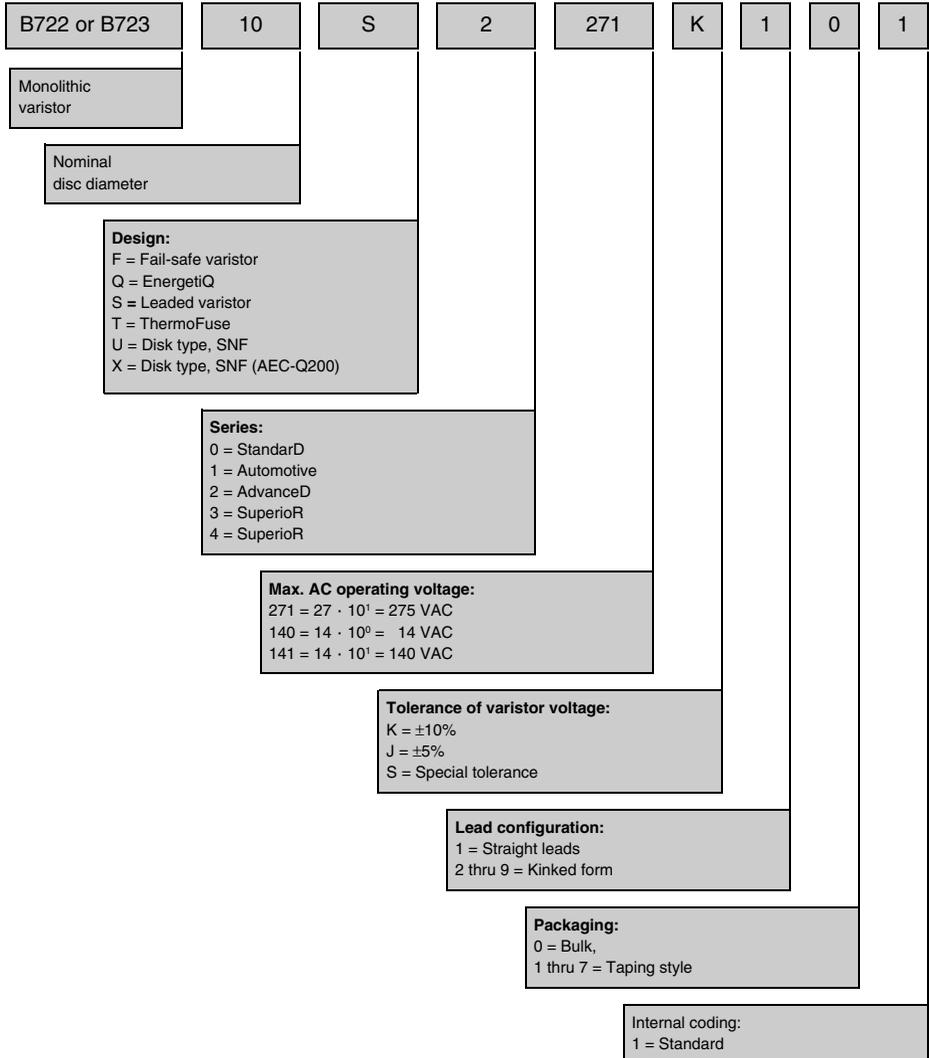 B722 or B723 10 S 2 271 K 1 0 1
Monolithic
varistor
Nominal
disc diameter
Design:
F = Fail-safe varistor
Q = EnergetiQ
S = Leaded varistor
T = ThermoFuse
U = Disk type, SNF
X = Disk type, SNF (AEC-Q200)
Series:
0 = StandarD
1 = Automotive
2 = AdvanceD
3 = SuperioR
4 = SuperioR
Max. AC operating voltage:
271 = 27 · 10¹ = 275 VAC
140 = 14 · 10⁰ = 14 VAC
141 = 14 · 10¹ = 140 VAC
Tolerance of varistor voltage:
K = ±10%
J = ±5%
S = Special tolerance
Lead configuration:
1 = Straight leads
2 thru 9 = Kinked form
Packaging:
0 = Bulk,
1 thru 7 = Taping style
Internal coding:
1 = Standard